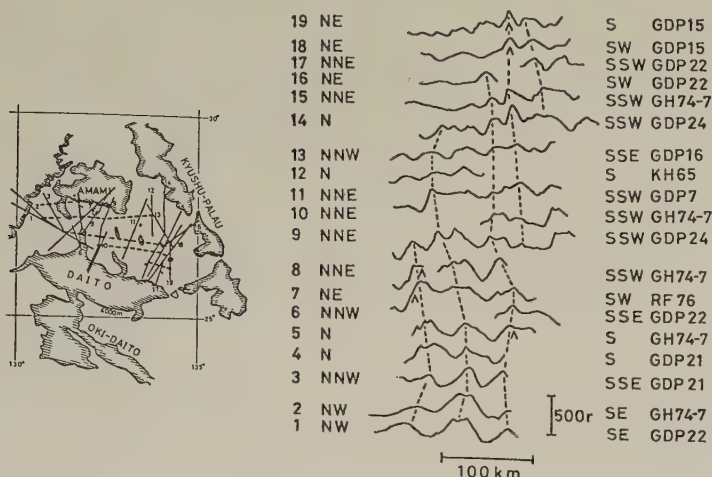 30°
AMAMI
KYUSHU-PALAU
DAITO
4000m
25°
OKI-DAITO
130°
135°
19 NE S GDP15
18 NE SW GDP15
17 NNE SSW GDP22
16 NE SW GDP22
15 NNE SSW GH74-7
14 N SSW GDP24
13 NNW SSE GDP16
12 N S KH65
11 NNE SSW GDP7
10 NNE SSW GH74-7
9 NNE SSW GDP24
8 NNE SSW GH74-7
7 NE SW RF76
6 NNW SSE GDP22
5 N S GH74-7
4 N S GDP21
3 NNW SSE GDP21
2 NW SE GH74-7
1 NW SE GDP22
500r
100 km